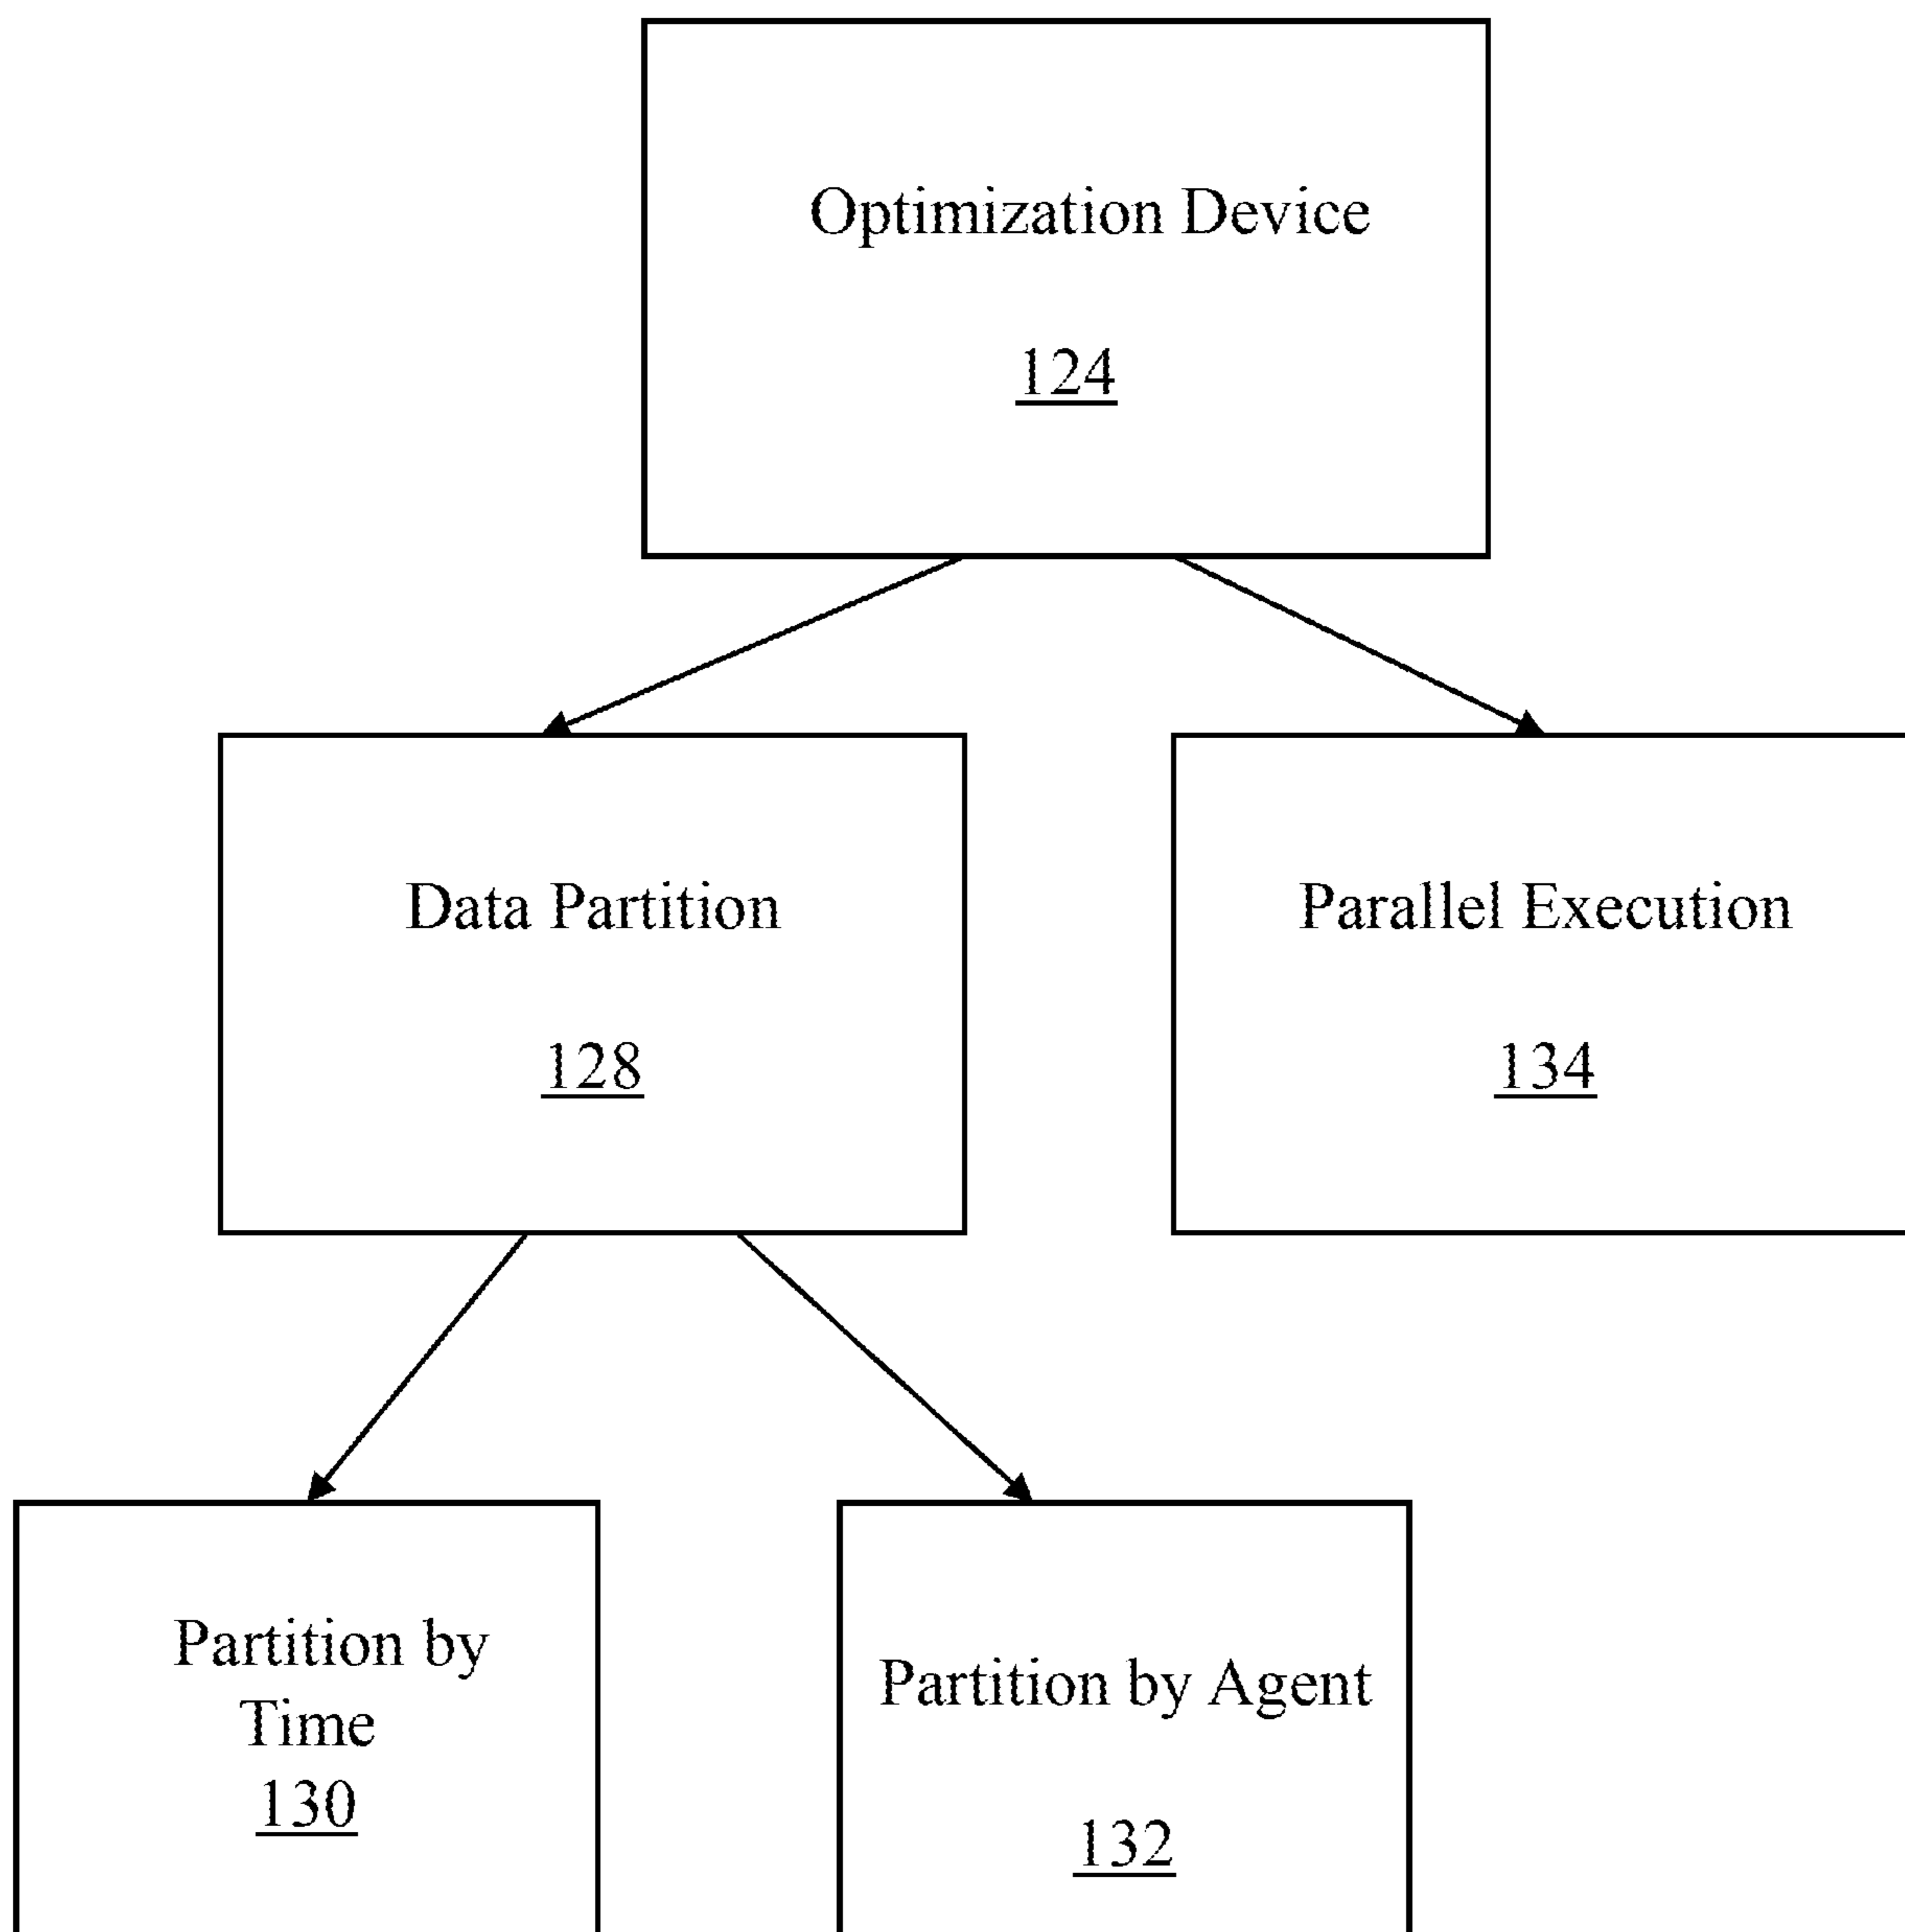 Optimization Device
124
Data Partition
128
Parallel Execution
134
Partition by
Time
130
Partition by Agent
132